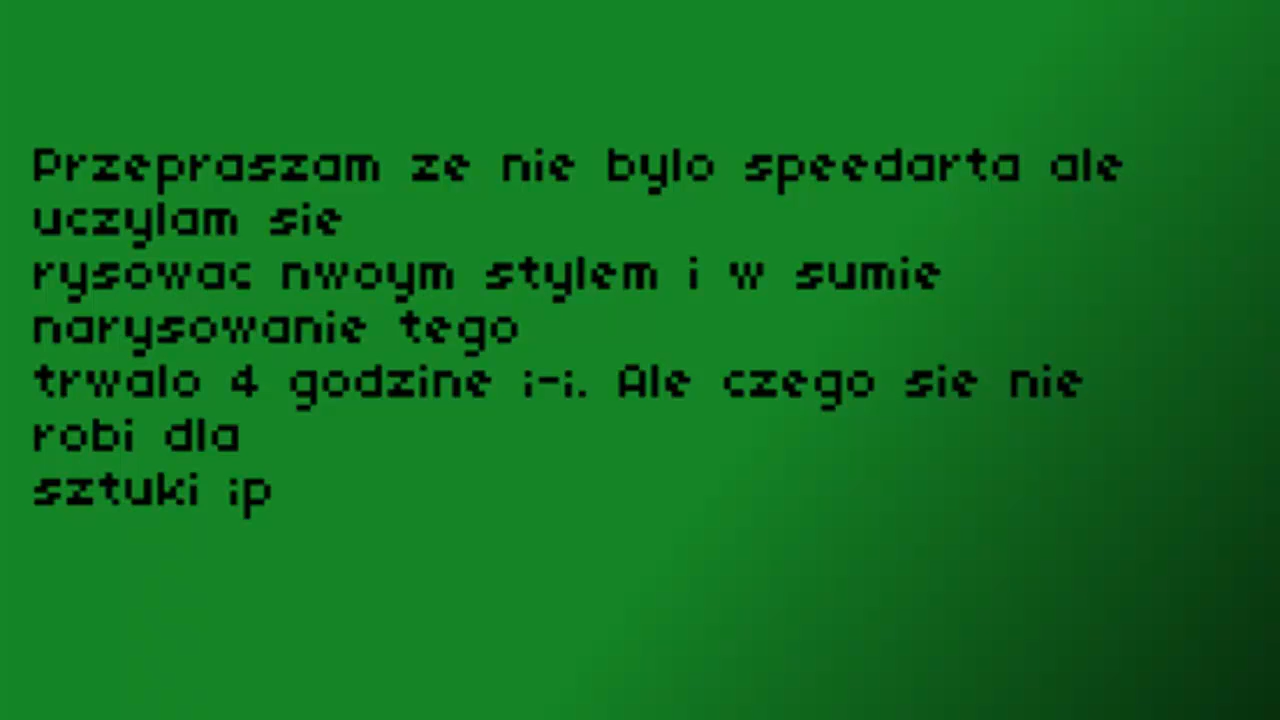 Przepraszam ze nie bylo speedarta ale
uczylam sie
rysowac nwoym stylem i w sumie
narysowanie tego
trwalo 4 godzine ;-;. Ale czego sie nie
robi dla
sztuki ;p